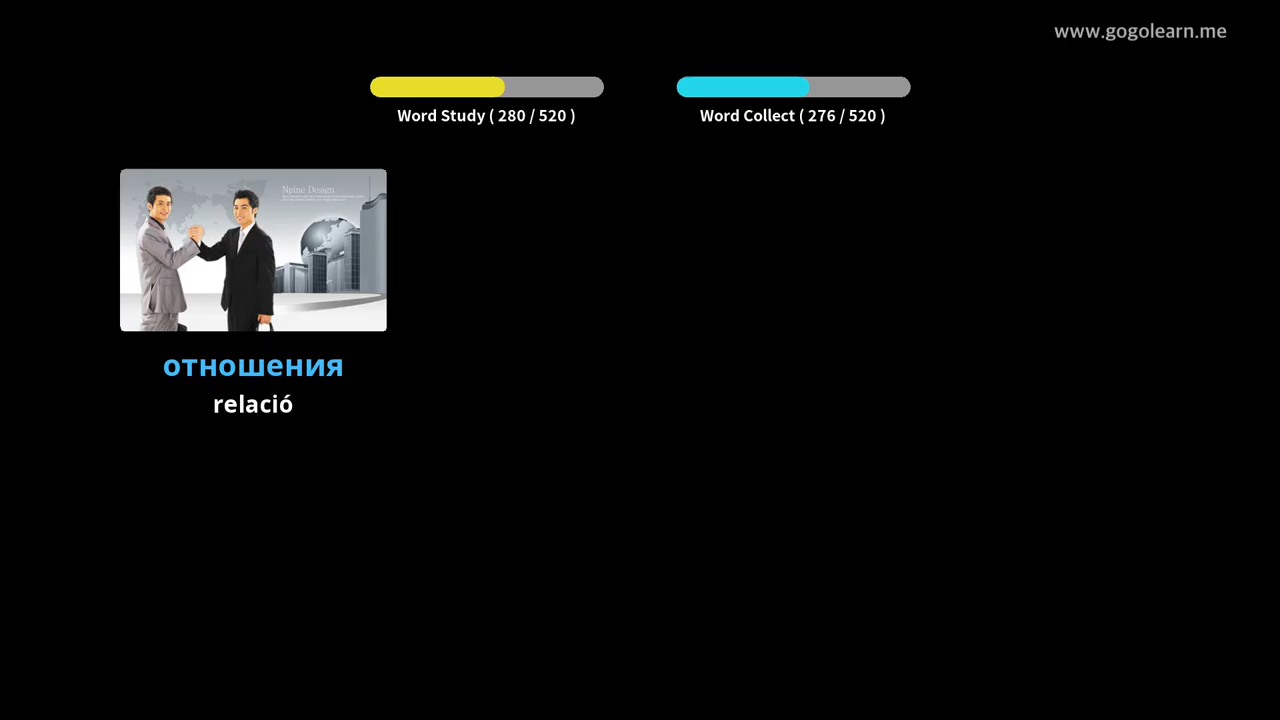 www.gogolearn.me
Word Study ( 280 / 520 )
Word Collect ( 276 / 520 )
Npine Design
отношения
relació